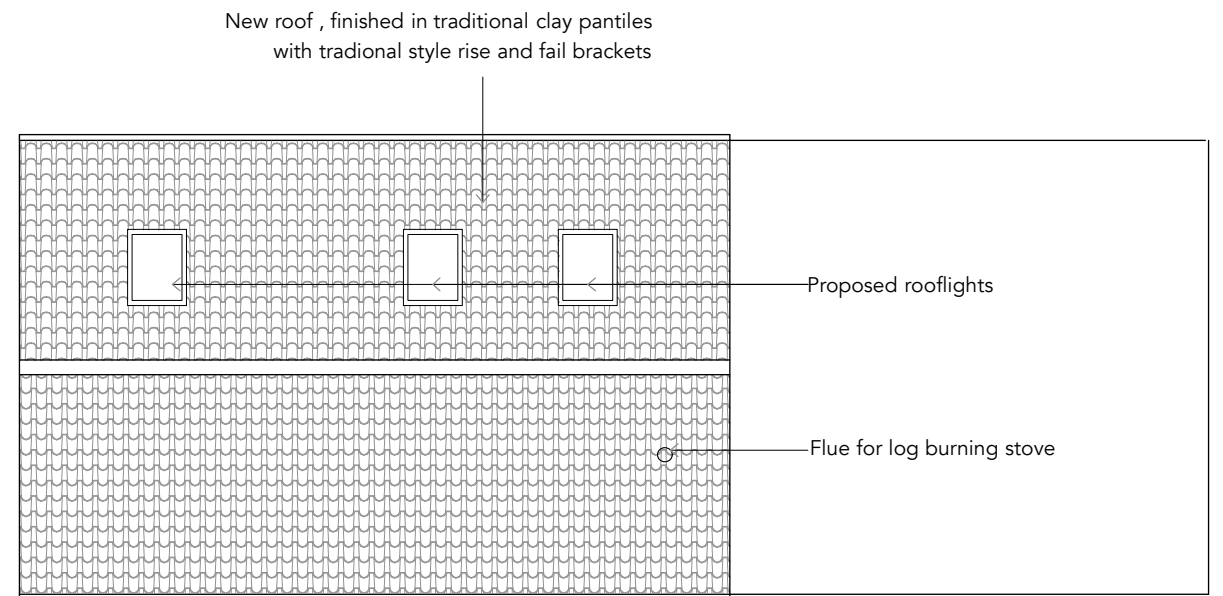 New roof , finished in traditional clay pantiles
with tradional style rise and fail brackets
Proposed rooflights
Flue for log burning stove